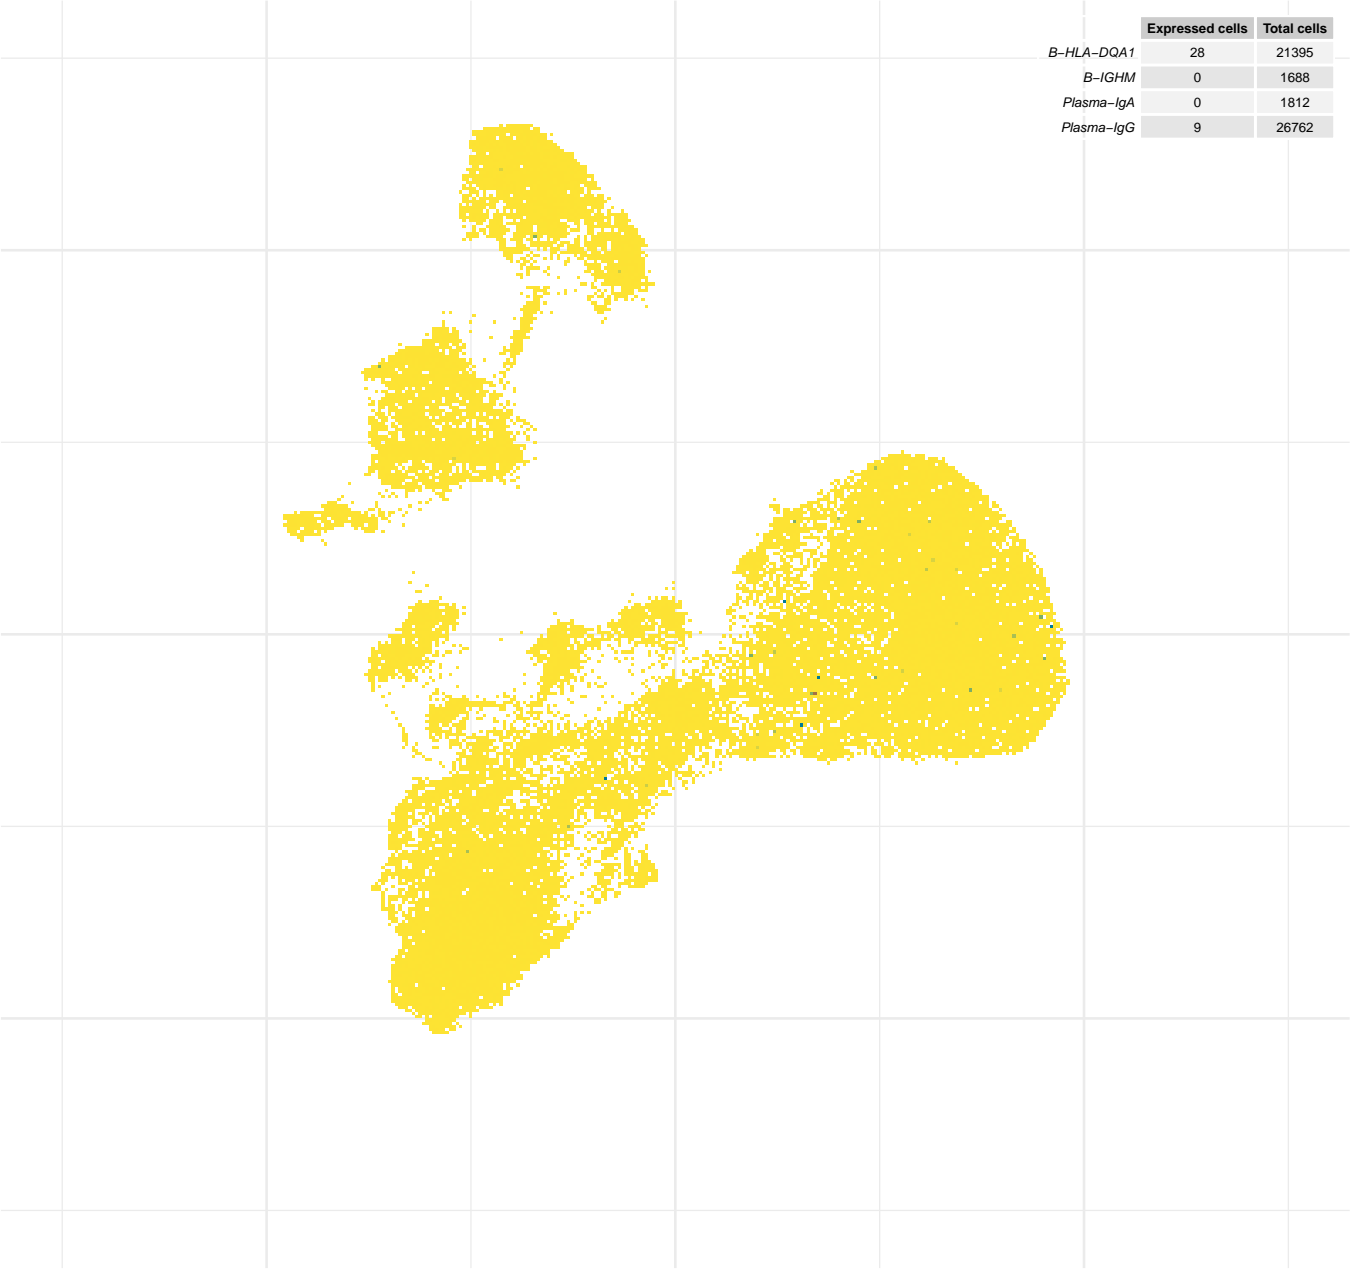 Expressed cells Total cells
B−HLA−DQA1 28 21395
B−IGHM 0 1688
Plasma−IgA 0 1812
Plasma−IgG 9 26762